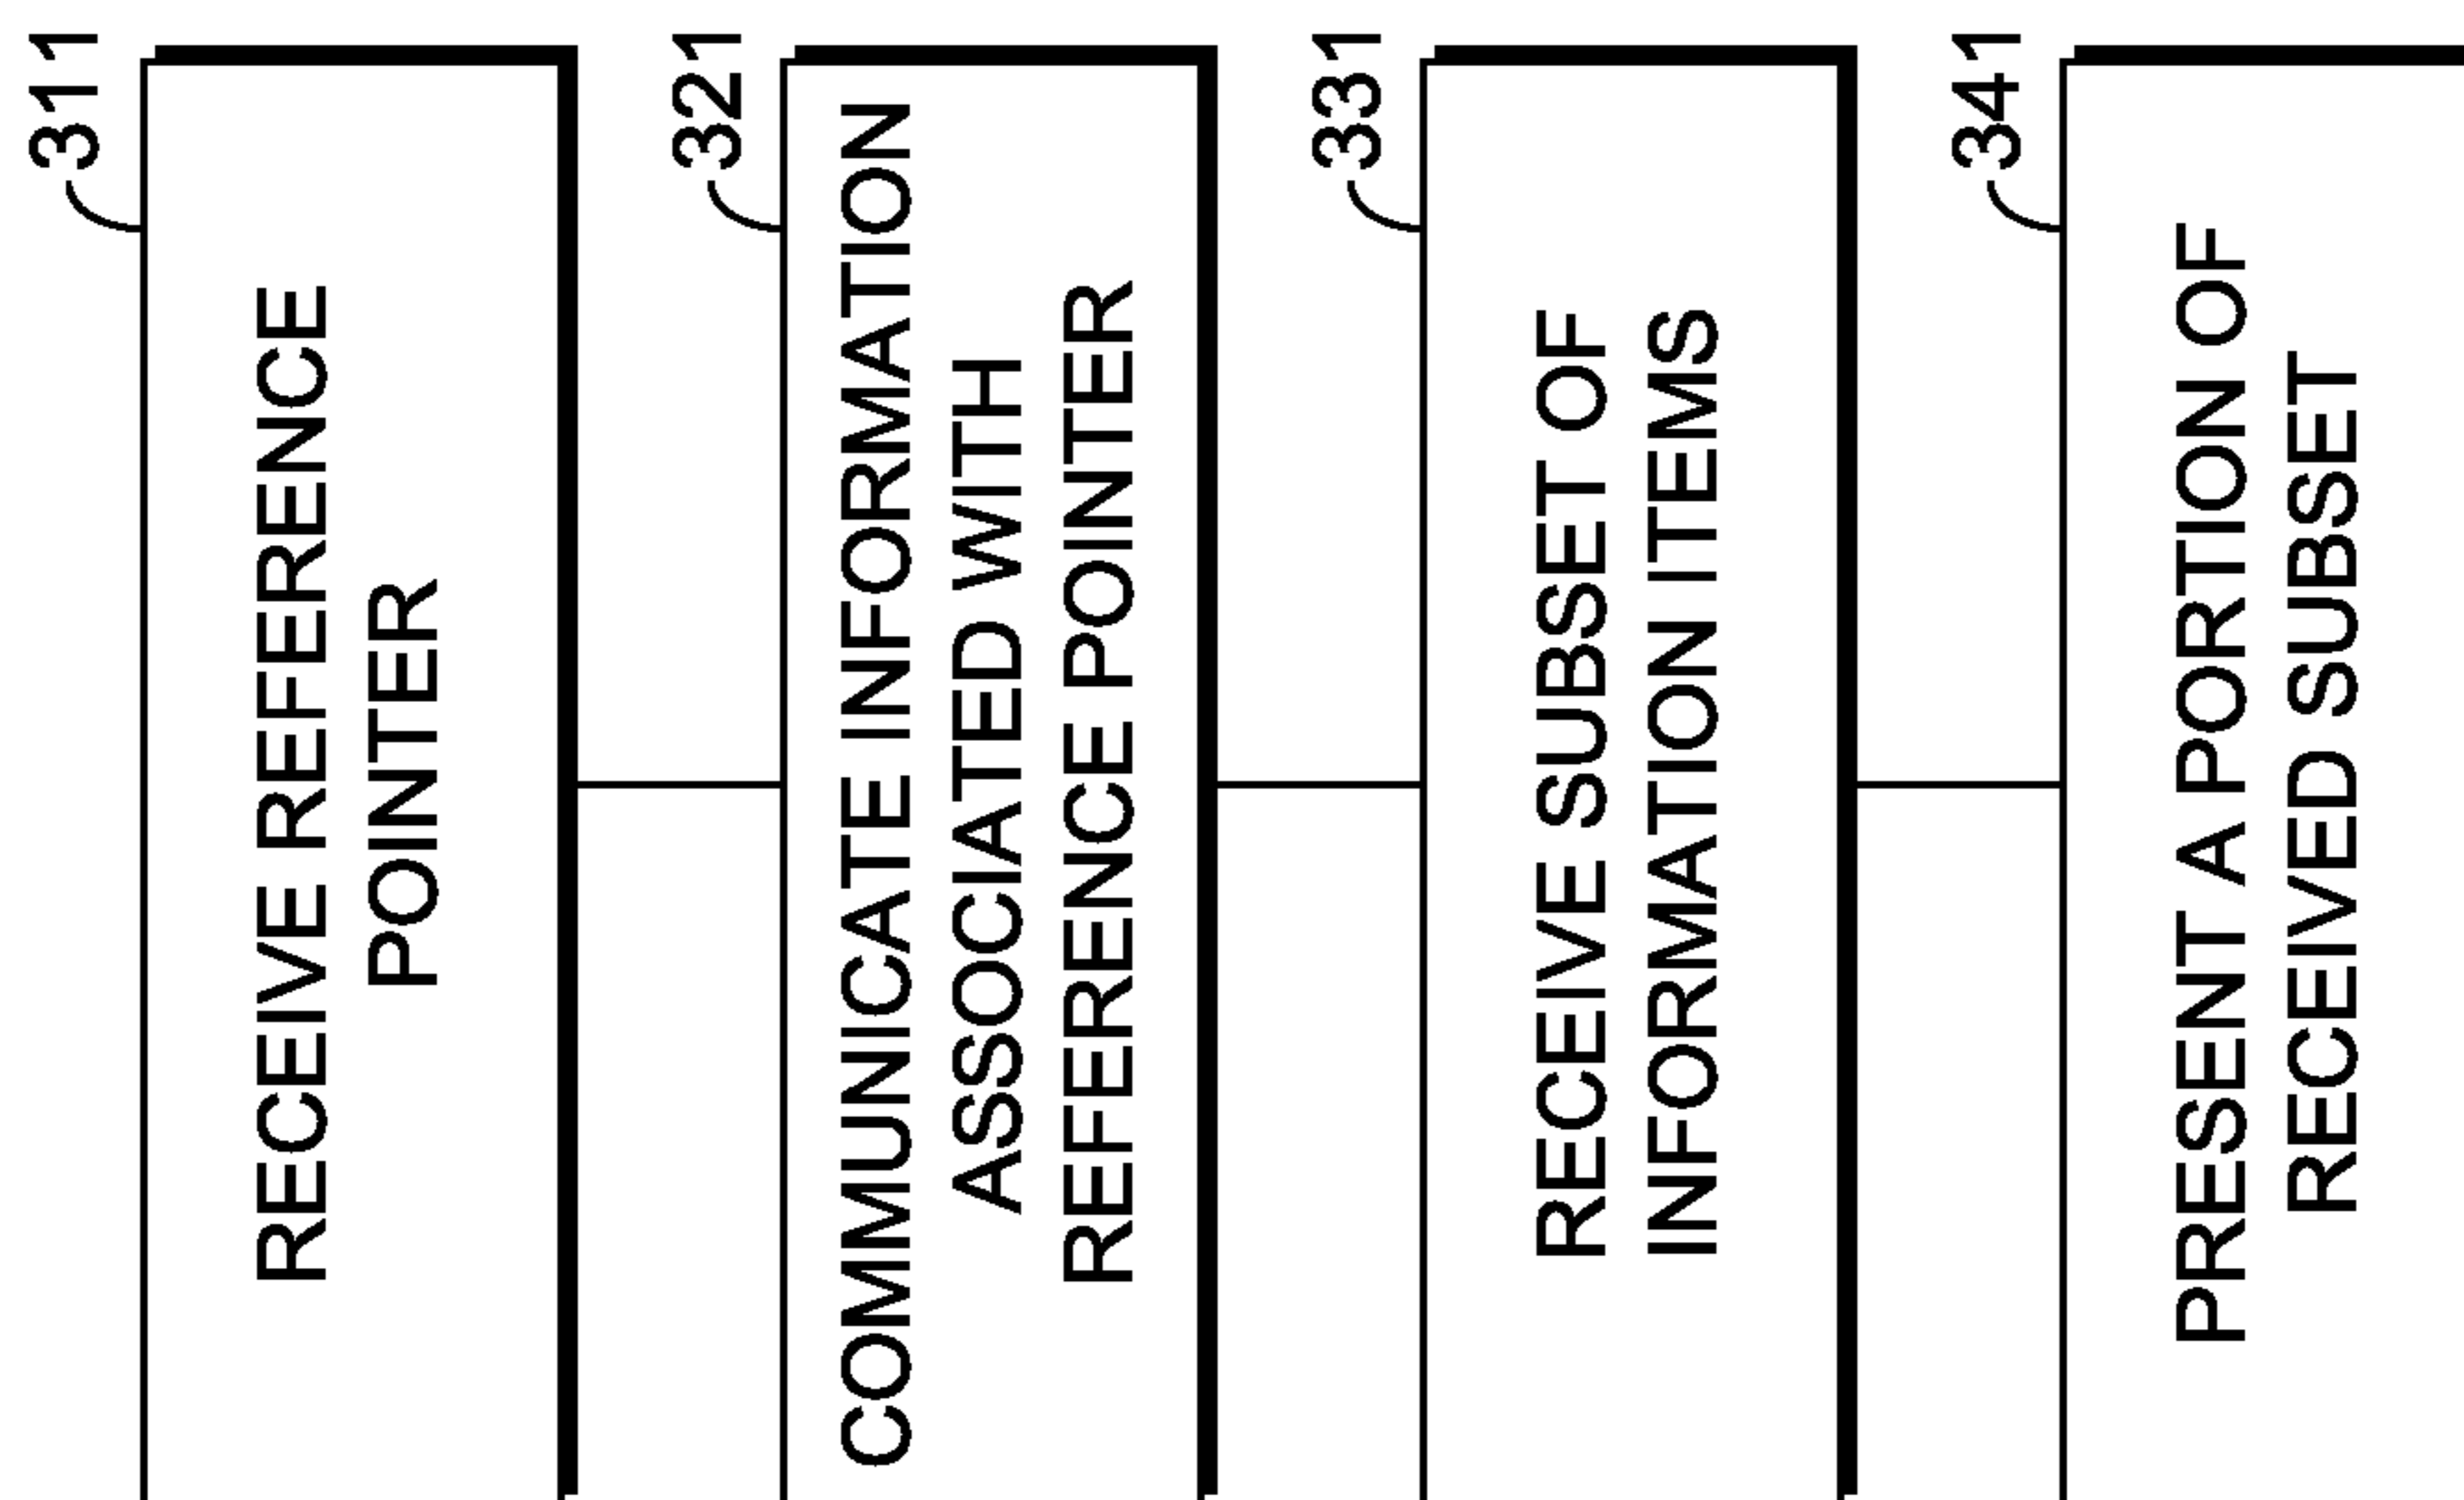 311
RECEIVE REFERENCE
POINTER
321
COMMUNICATE INFORMATION
ASSOCIATED WITH
REFERENCE POINTER
331
RECEIVE SUBSET OF
INFORMATION ITEMS
341
PRESENT A PORTION OF
RECEIVED SUBSET